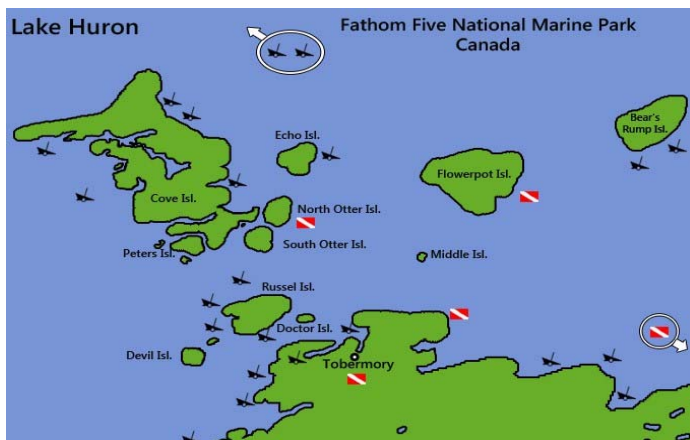 Lake Huron
Fathom Five National Marine Park
Canada
Bear's
Rump Isl.
Echo Isl.
Flowerpot Isl.
Cove Isl.
North Otter Isl.
South Otter Isl.
Peters Isl.
Middle Isl.
Russel Isl.
Doctor Isl.
Devil Isl.
Tobermory